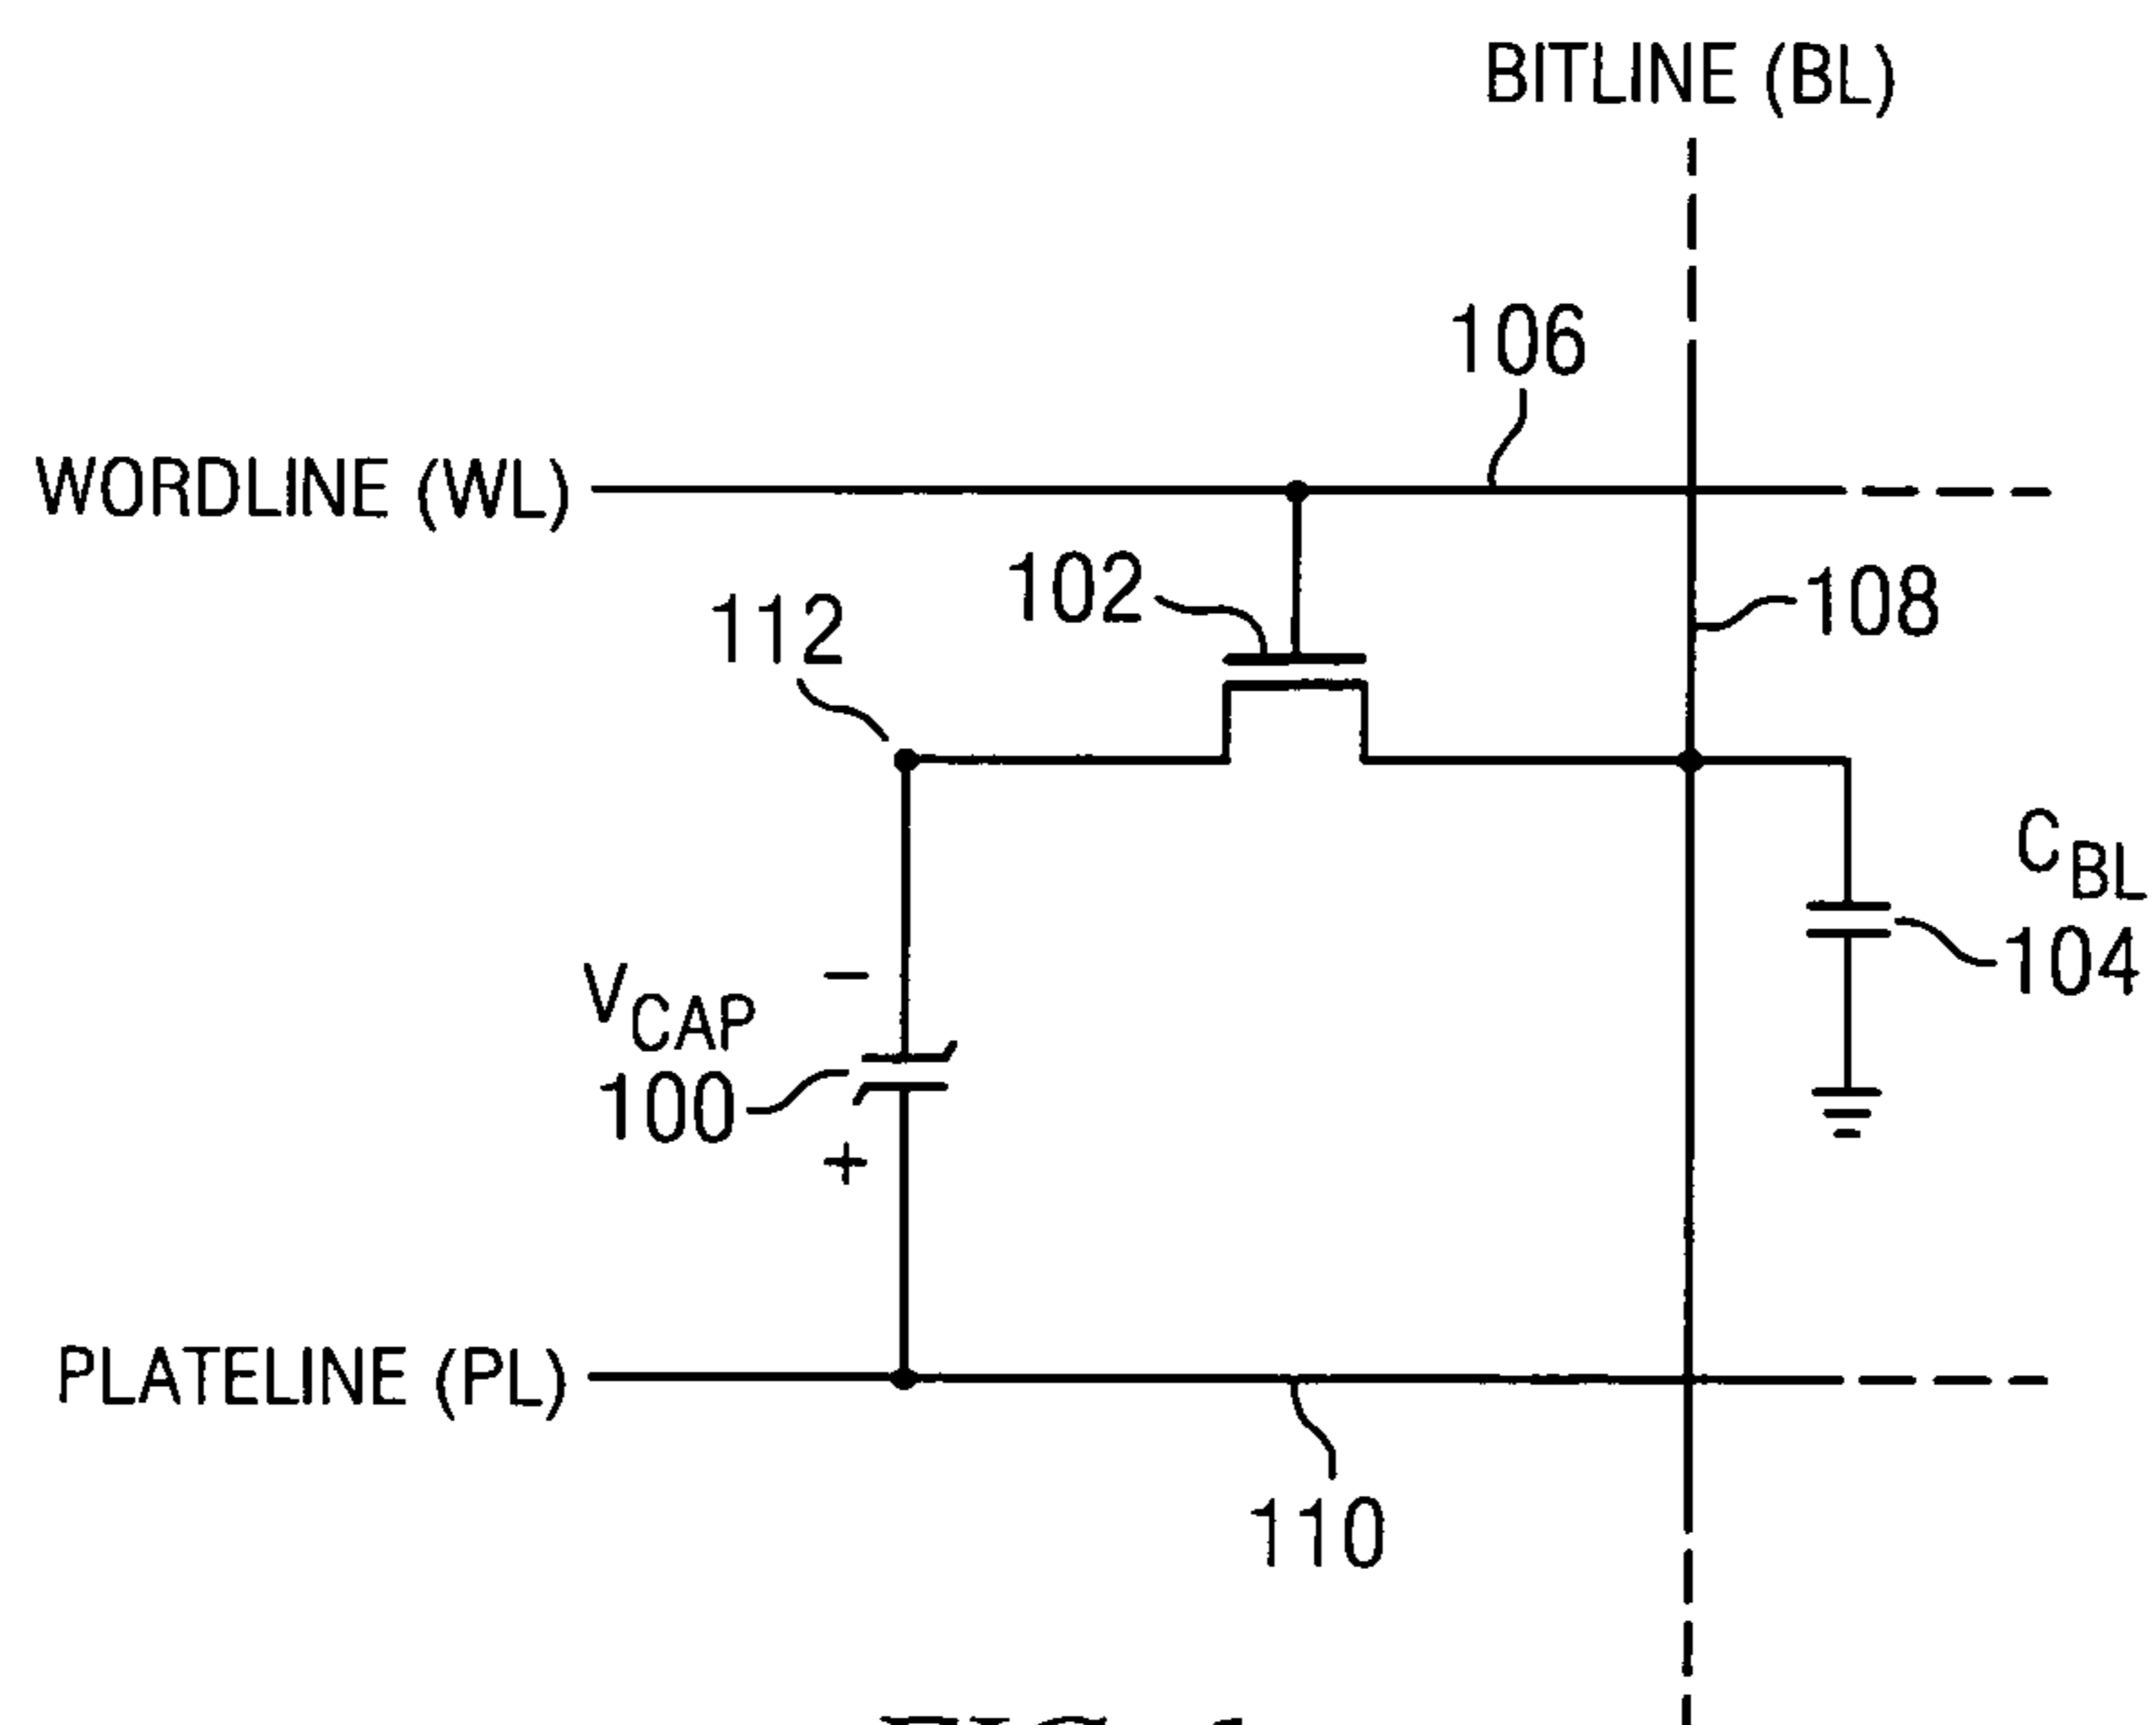 BITLINE (BL)
106
WORDLINE (WL)
102
112
108
C BL
104
V CAP
100
−
+
PLATELINE (PL)
110